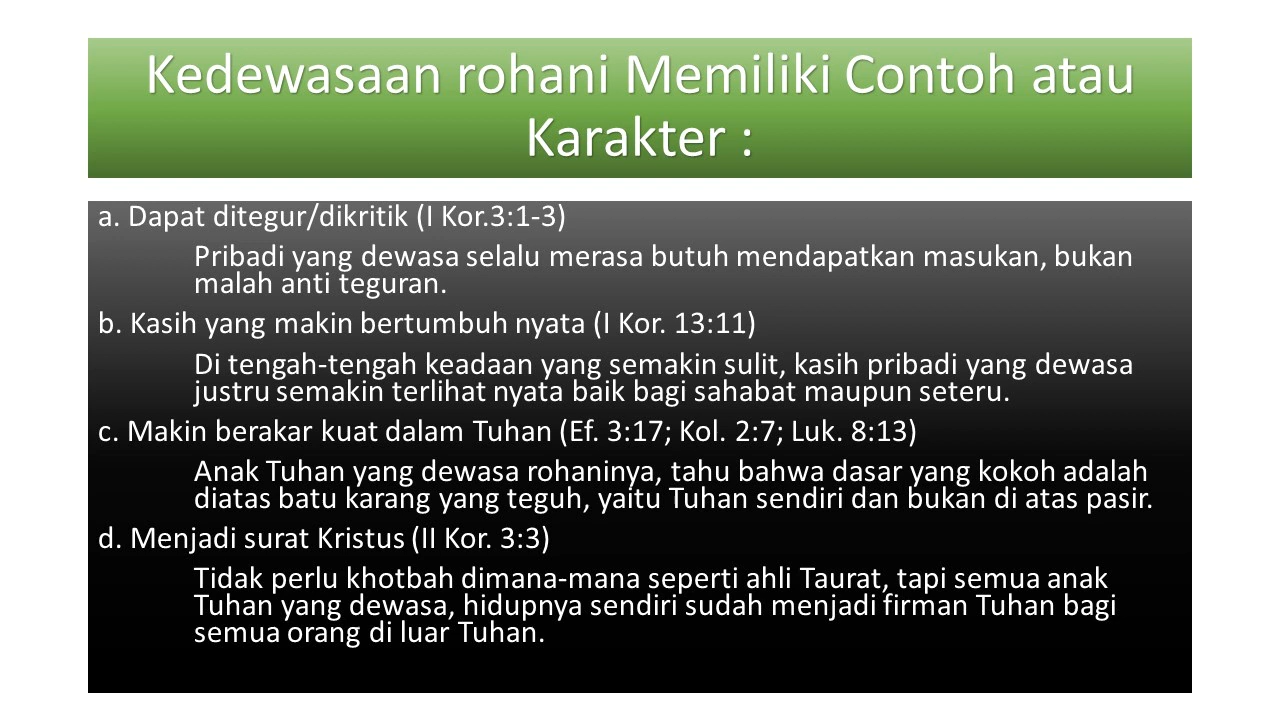 Kedewasaan rohani Memiliki Contoh atau
Karakter :
a. Dapat ditegur/dikritik (I Kor.3:1-3)
Pribadi yang dewasa selalu merasa butuh mendapatkan masukan, bukan
malah anti teguran.
b. Kasih yang makin bertumbuh nyata (I Kor. 13:11)
Di tengah-tengah keadaan yang semakin sulit, kasih pribadi yang dewasa
justru semakin terlihat nyata baik bagi sahabat maupun seteru.
c. Makin berakar kuat dalam Tuhan (Ef. 3:17; Kol. 2:7; Luk. 8:13)
Anak Tuhan yang dewasa rohaninya, tahu bahwa dasar yang kokoh adalah
diatas batu karang yang teguh, yaitu Tuhan sendiri dan bukan di atas pasir.
d. Menjadi surat Kristus (II Kor. 3:3)
Tidak perlu khotbah dimana-mana seperti ahli Taurat, tapi semua anak
Tuhan yang dewasa, hidupnya sendiri sudah menjadi firman Tuhan bagi
semua orang di luar Tuhan.